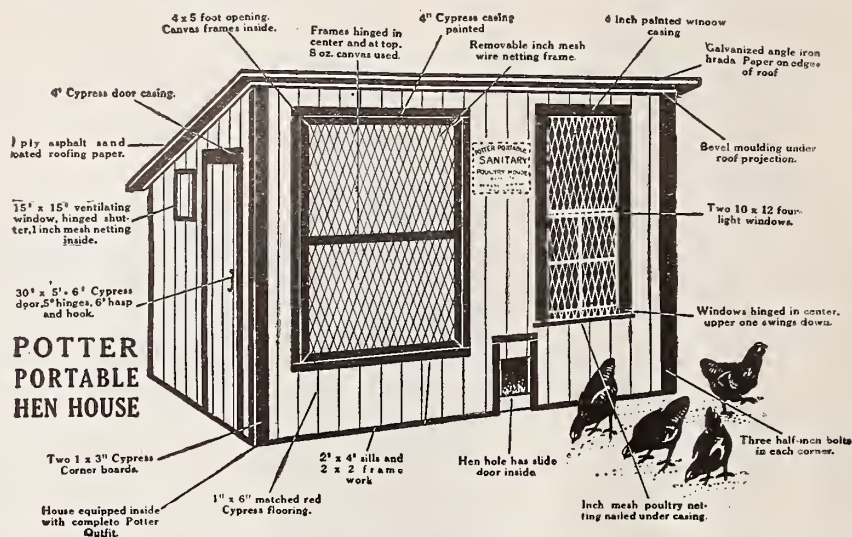 4 x 5 foot opening.
Canvas frames inside.
Frames hinged in
center and at top.
8 oz. canvas used.
4" Cypress casing
painted
Removable inch mesh
wire netting frame.
4 inch painted window
casing
Galvanized angle iron
Paper on edges
of roof
4" Cypress door casing.
ply asphalt sand
coated roofing paper.
Bevel moulding under
roof projection.
POTTER PORTABLE
SANITARY
POULTRY HOUSE
15" x 15" ventilating
window, hinged shut-
ter, 1 inch mesh netting
inside.
Two 10 x 12 four-
light windows.
30" x 5'-6" Cypress
door, 5" hinges, 6" hasp
and hook.
Windows hinged in center,
upper one swings down.
POTTER
PORTABLE
HEN HOUSE
Two 1 x 3" Cypress
Corner boards.
2" x 4" sills and
2 x 2 frame
work
Hen hole has slide
door inside.
Three half-inch bolts
in each corner.
House equipped inside
with complete Potter
Outfit.
1" x 6" matched red
Cypress flooring.
Inch mesh poultry net-
ting nailed under casing.